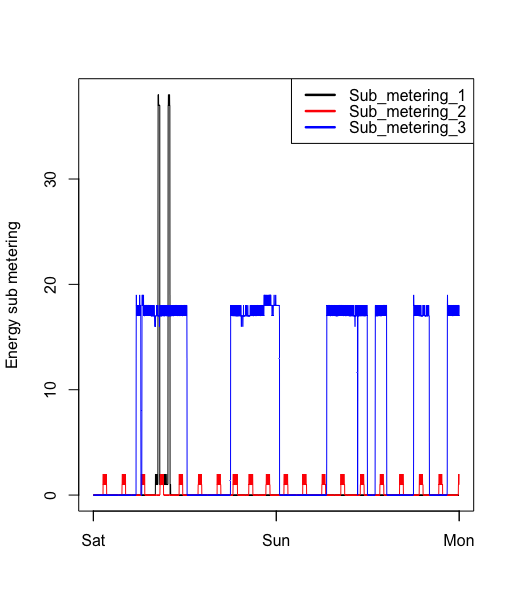 Sub_metering_1
Sub_metering_2
Sub_metering_3
Energy sub metering
30
20
10
0
Sat Sun Mon